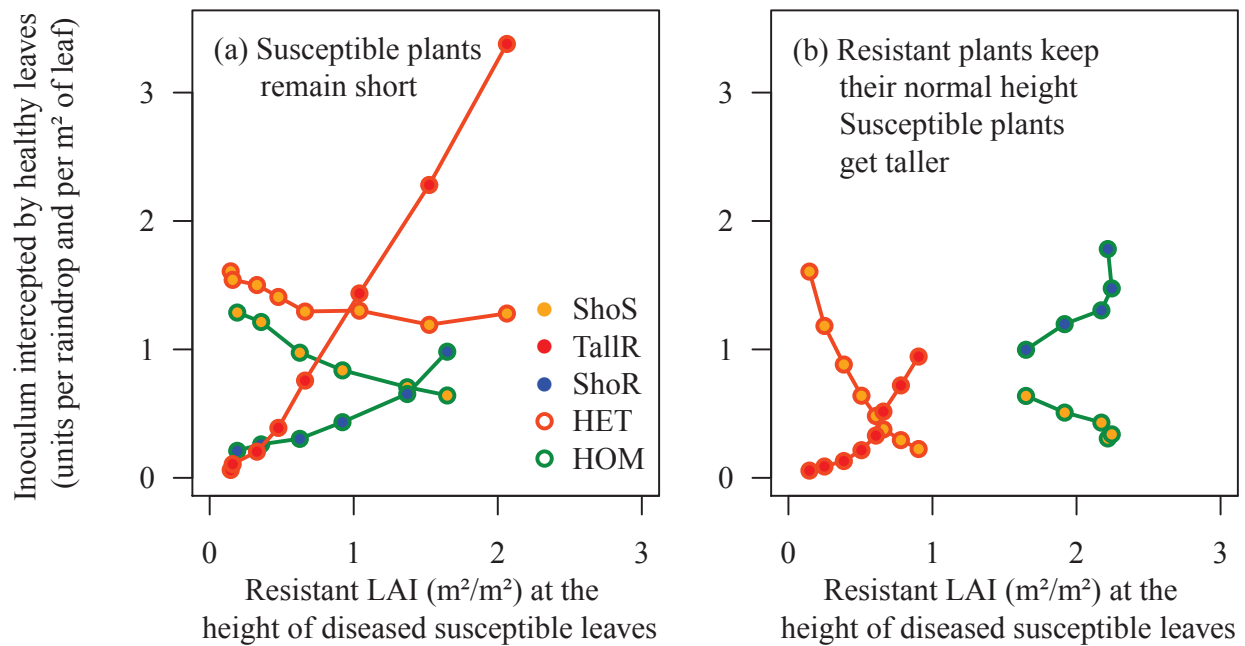 Inoculum intercepted by healthy leaves
(units per raindrop and per m² of leaf)
(a) Susceptible plants
remain short
3
2
1
0
ShoS
TallR
ShoR
HET
HOM
0 1 2 3
Resistant LAI (m²/m²) at the
height of diseased susceptible leaves
(b) Resistant plants keep
their normal height
Susceptible plants
get taller
3
2
1
0
0 1 2 3
Resistant LAI (m²/m²) at the
height of diseased susceptible leaves